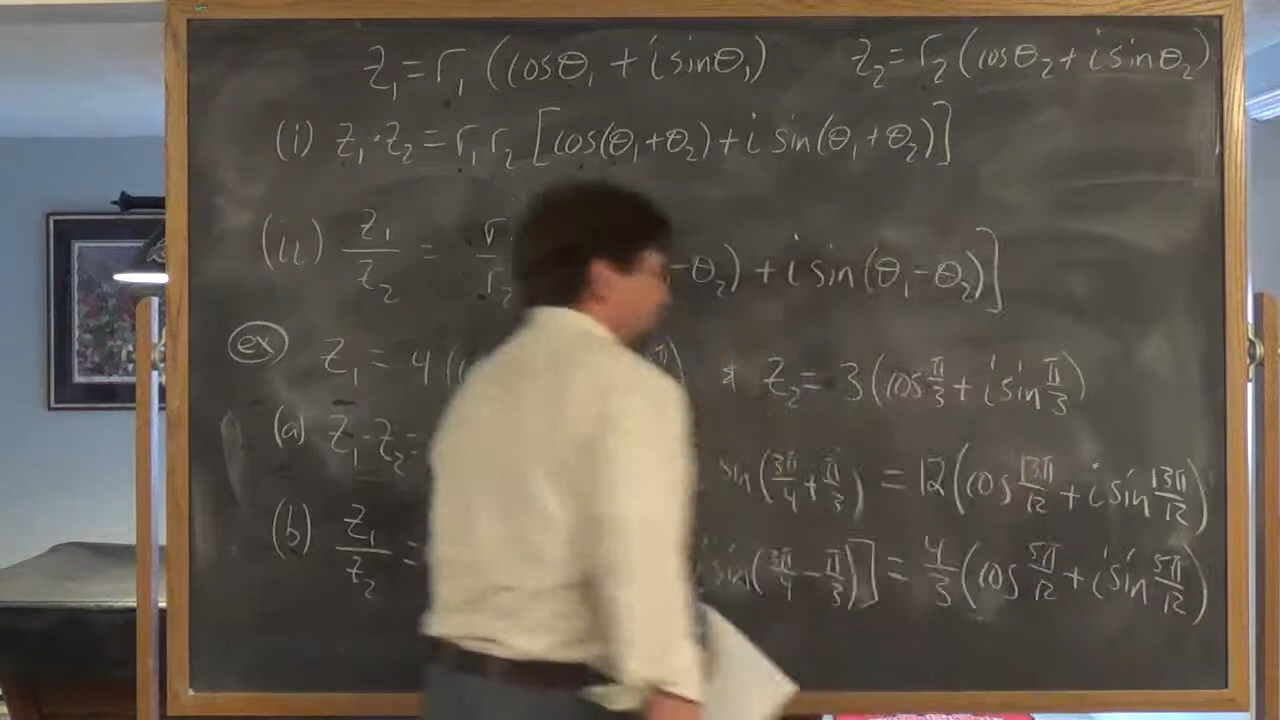 z₁ = r₁ (cosθ₁ + i sinθ₁) z₂ = r₂ (cosθ₂ + i sinθ₂)
(i) z₁·z₂ = r₁r₂ [cos(θ₁+θ₂) + i sin(θ₁+θ₂)]
(ii) z₁/z₂ = r₁/r₂ -θ₂) + i sin(θ₁-θ₂)]
ex z₁ = 4( ) & z₂ = 3 (cos π/3 + i sin π/3)
(a) z₁·z₂ = sin(3π/4 + π/3) = 12 (cos 13π/12 + i sin 13π/12)
(b) z₁/z₂ = i sin(3π/4 - π/3)] = 4/3 (cos 5π/12 + i sin 5π/12)